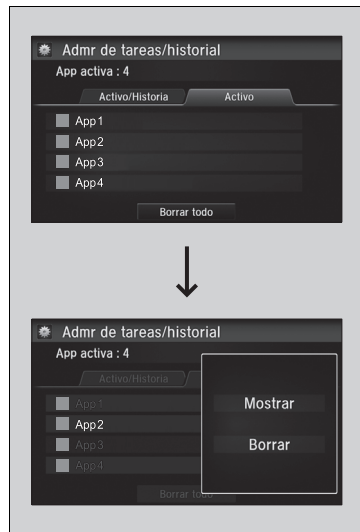 Admr de tareas/historial
App activa : 4
Activo/Historia Activo
App1
App2
App3
App4
Borrar todo
Admr de tareas/historial
App activa : 4
Activo/Historia
App1
App2
App3
App4
Mostrar
Borrar
Borrar todo